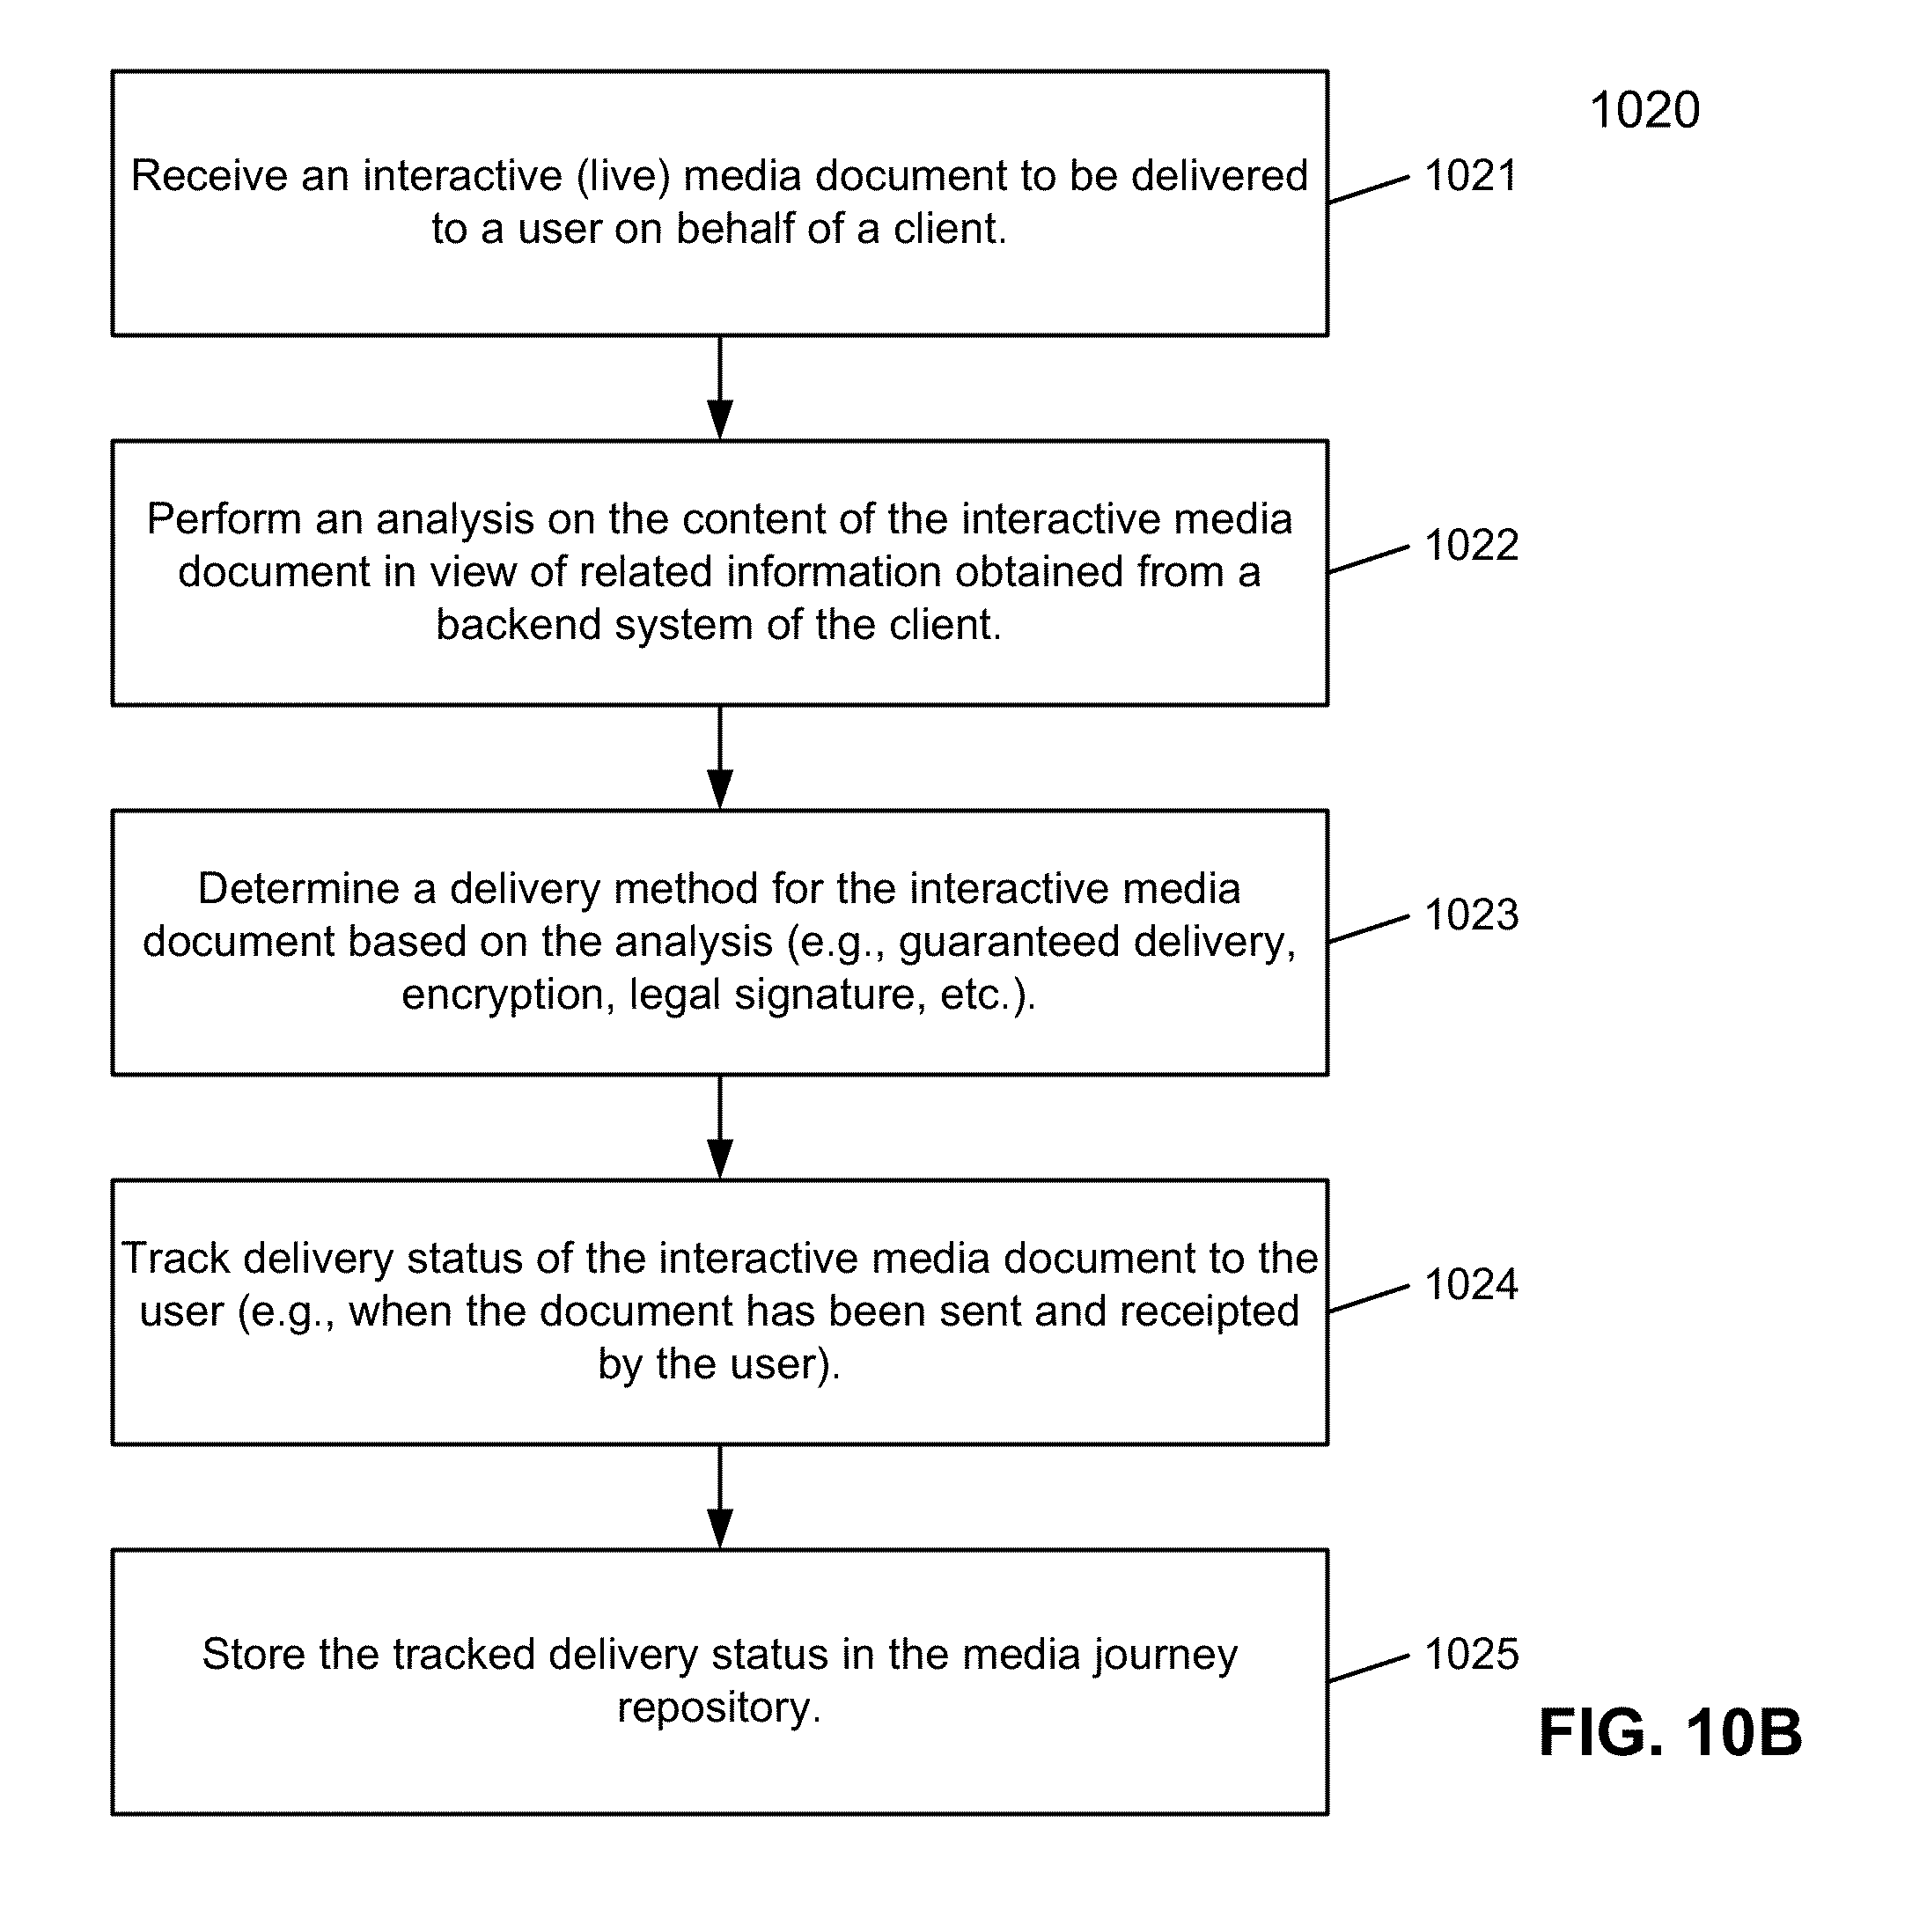 1020
Receive an interactive (live) media document to be delivered
to a user on behalf of a client.
1021
Perform an analysis on the content of the interactive media
document in view of related information obtained from a
backend system of the client.
1022
Determine a delivery method for the interactive media
document based on the analysis (e.g., guaranteed delivery,
encryption, legal signature, etc.).
1023
Track delivery status of the interactive media document to the
user (e.g., when the document has been sent and receipted
by the user).
1024
Store the tracked delivery status in the media journey
repository.
1025
FIG. 10B